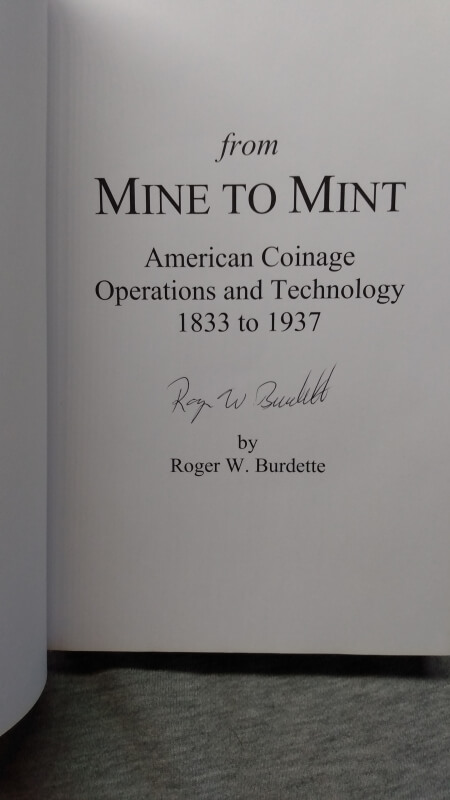 from
MINE TO MINT
American Coinage
Operations and Technology
1833 to 1937
Roger W Burdette
by
Roger W. Burdette